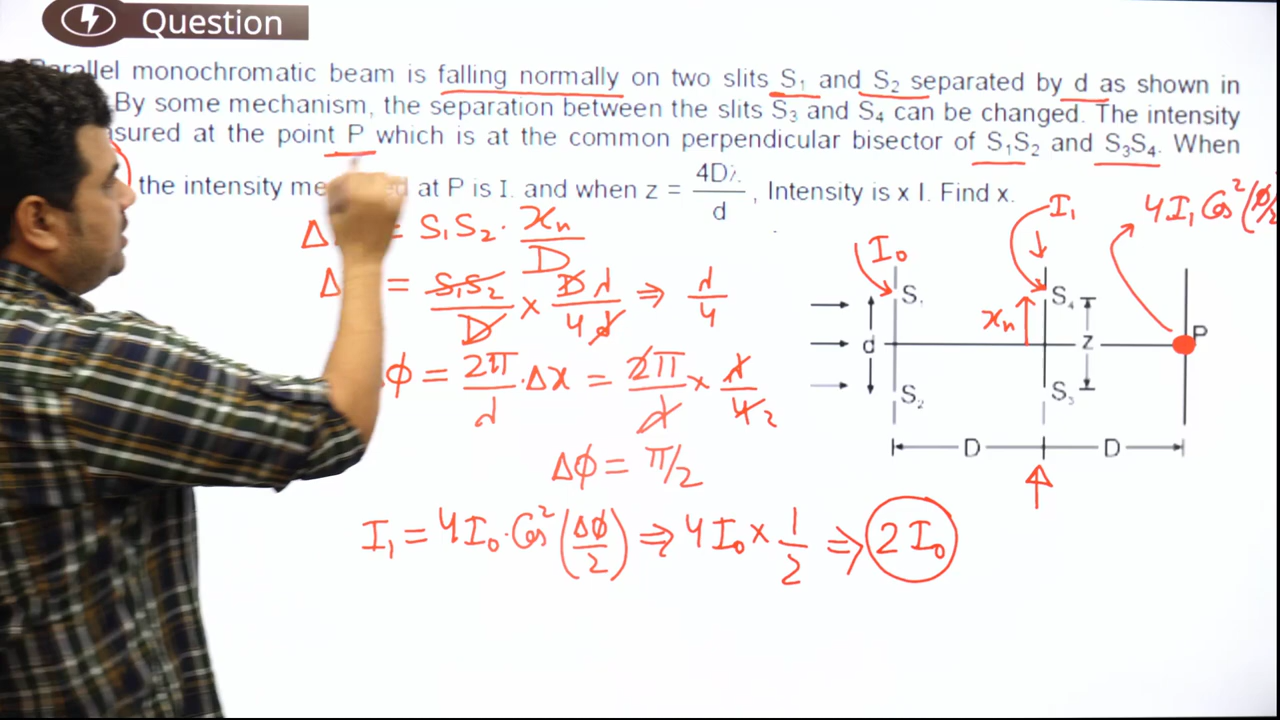 Question
Parallel monochromatic beam is falling normally on two slits S₁ and S₂ separated by d as shown in
By some mechanism, the separation between the slits S₃ and S₄ can be changed. The intensity
sured at the point P which is at the common perpendicular bisector of S₁S₂ and S₃S₄. When
the intensity me d at P is I. and when z = 4Dλ/d , Intensity is x I. Find x.
= S₁S₂ · xₙ/D
= S₁S₂/D × Dλ/4d ⇒ λ/4
ϕ = 2π/λ · Δx = 2π/λ × λ/4 2
Δϕ = π/2
I₁ = 4I₀ · Cos² (Δϕ/2) ⇒ 4I₀ × 1/2 ⇒ 2I₀
I₀
I₁
4I₁ Cos² (ϕ/2
S₁
S₄
xₙ
P
d
z
S₂
S₃
D
D